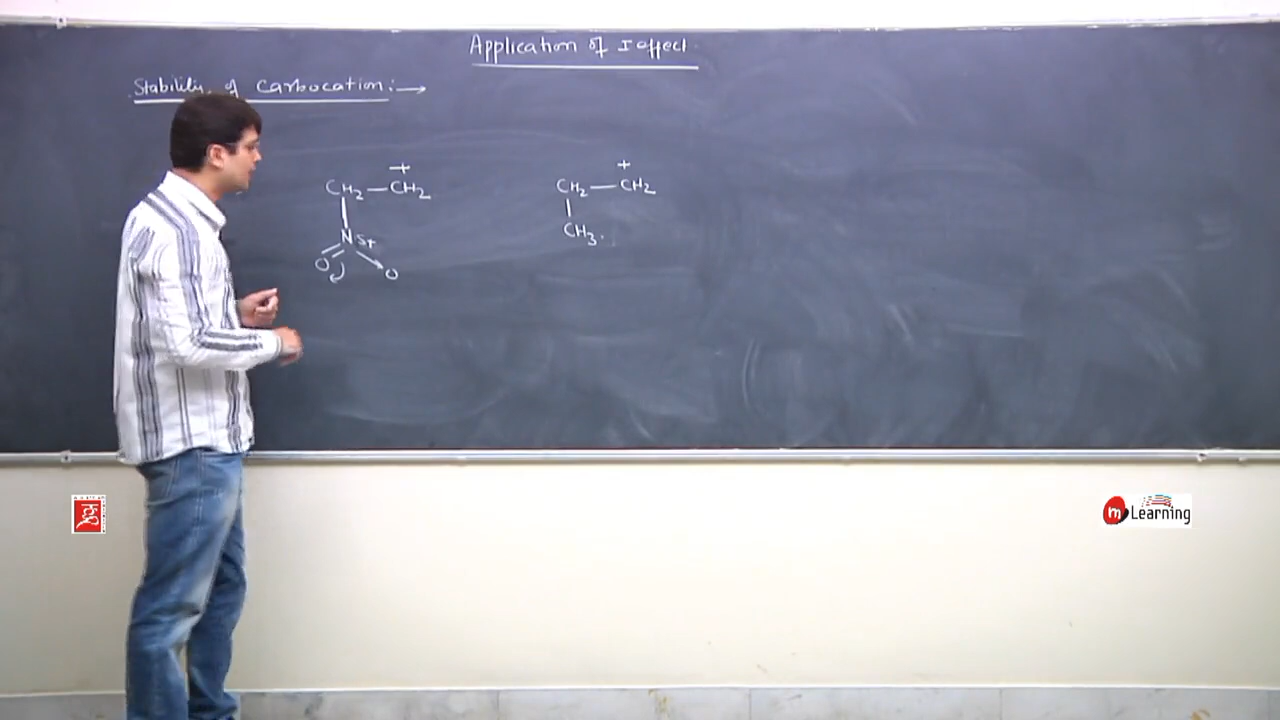 Application of I effect
Stability of Carbocation :→
+
CH2 — CH2
N δ+
O O
+
CH2 — CH2
CH3.
m Learning